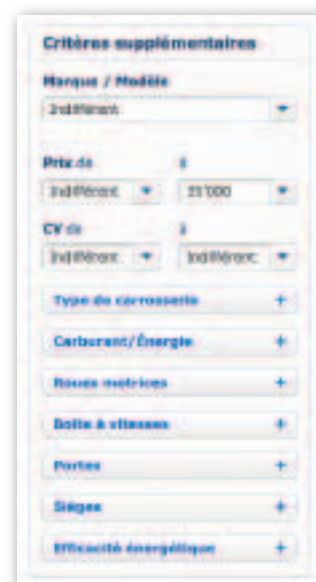 Critères supplémentaires
Marque / Modèle
Indifférent
Prix de à
Indifférent 35'000
CV de à
Indifférent Indifférent
Type de carrosserie +
Carburant/Énergie +
Roues motrices +
Boîte à vitesses +
Portes +
Sièges +
Efficacité énergétique +